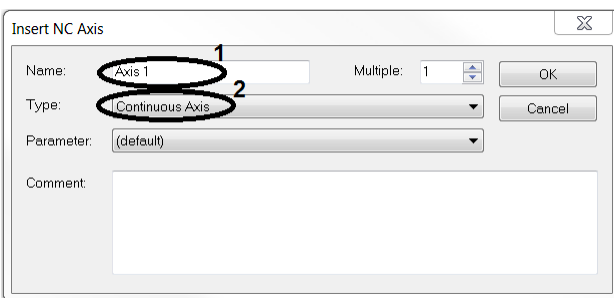 Insert NC Axis
1
Name: Axis 1 Multiple: 1 OK
2
Type: Continuous Axis Cancel
Parameter: (default)
Comment: